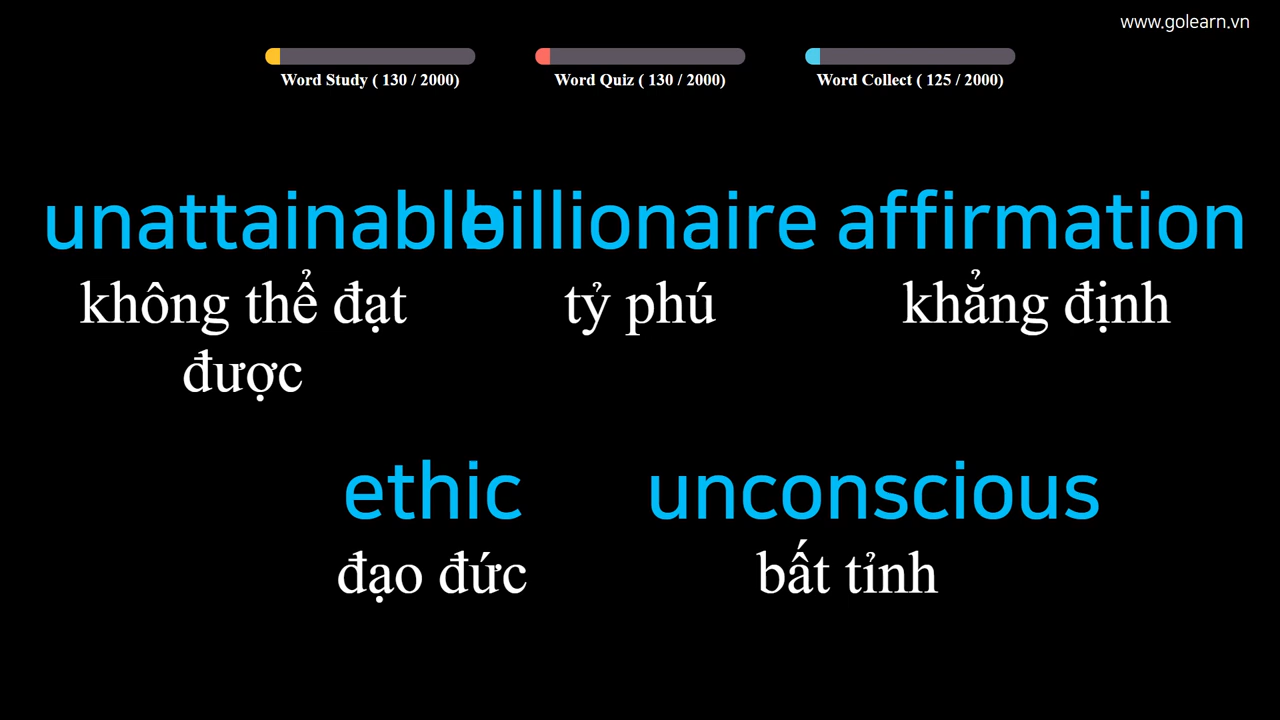 www.golearn.vn
Word Study ( 130 / 2000)
Word Quiz ( 130 / 2000)
Word Collect ( 125 / 2000)
unattainable
không thể đạt
được
billionaire
tỷ phú
affirmation
khẳng định
ethic
đạo đức
unconscious
bất tỉnh